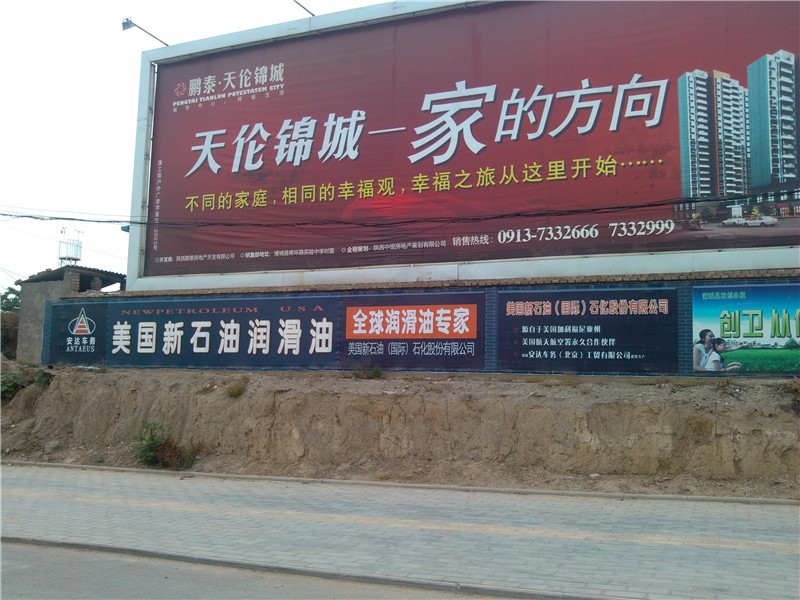 鹏泰·天伦锦城
PENGTAI TIANLUN POTESTATEM CITY
天伦锦城一家的方向
不同的家庭,相同的幸福观,幸福之旅从这里开始……
销售热线: 0913-7332666 7332999
NEWPETROLEUM USA
安达车务
ANTAEUS
美国新石油润滑油
全球润滑油专家
美国新石油（国际）石化股份有限公司
美国新石油（国际）石化股份有限公司
源自于美国加利福尼亚州
美国航天航空署永久合作伙伴
安达车务（北京）工贸有限公司
创卫从